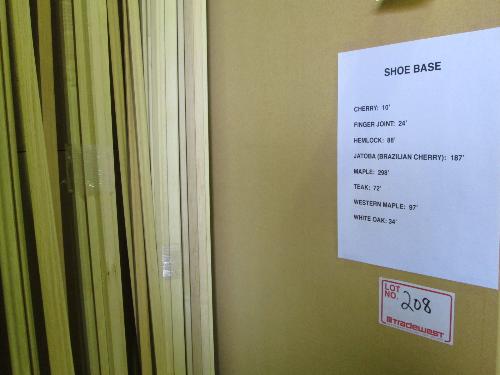 SHOE BASE
CHERRY: 10'
FINGER JOINT: 24'
HEMLOCK: 88'
JATOBA (BRAZILIAN CHERRY): 187'
MAPLE: 298'
TEAK: 72'
WESTERN MAPLE: 97'
WHITE OAK: 34'
LOT
NO. 208
TRADEWEST